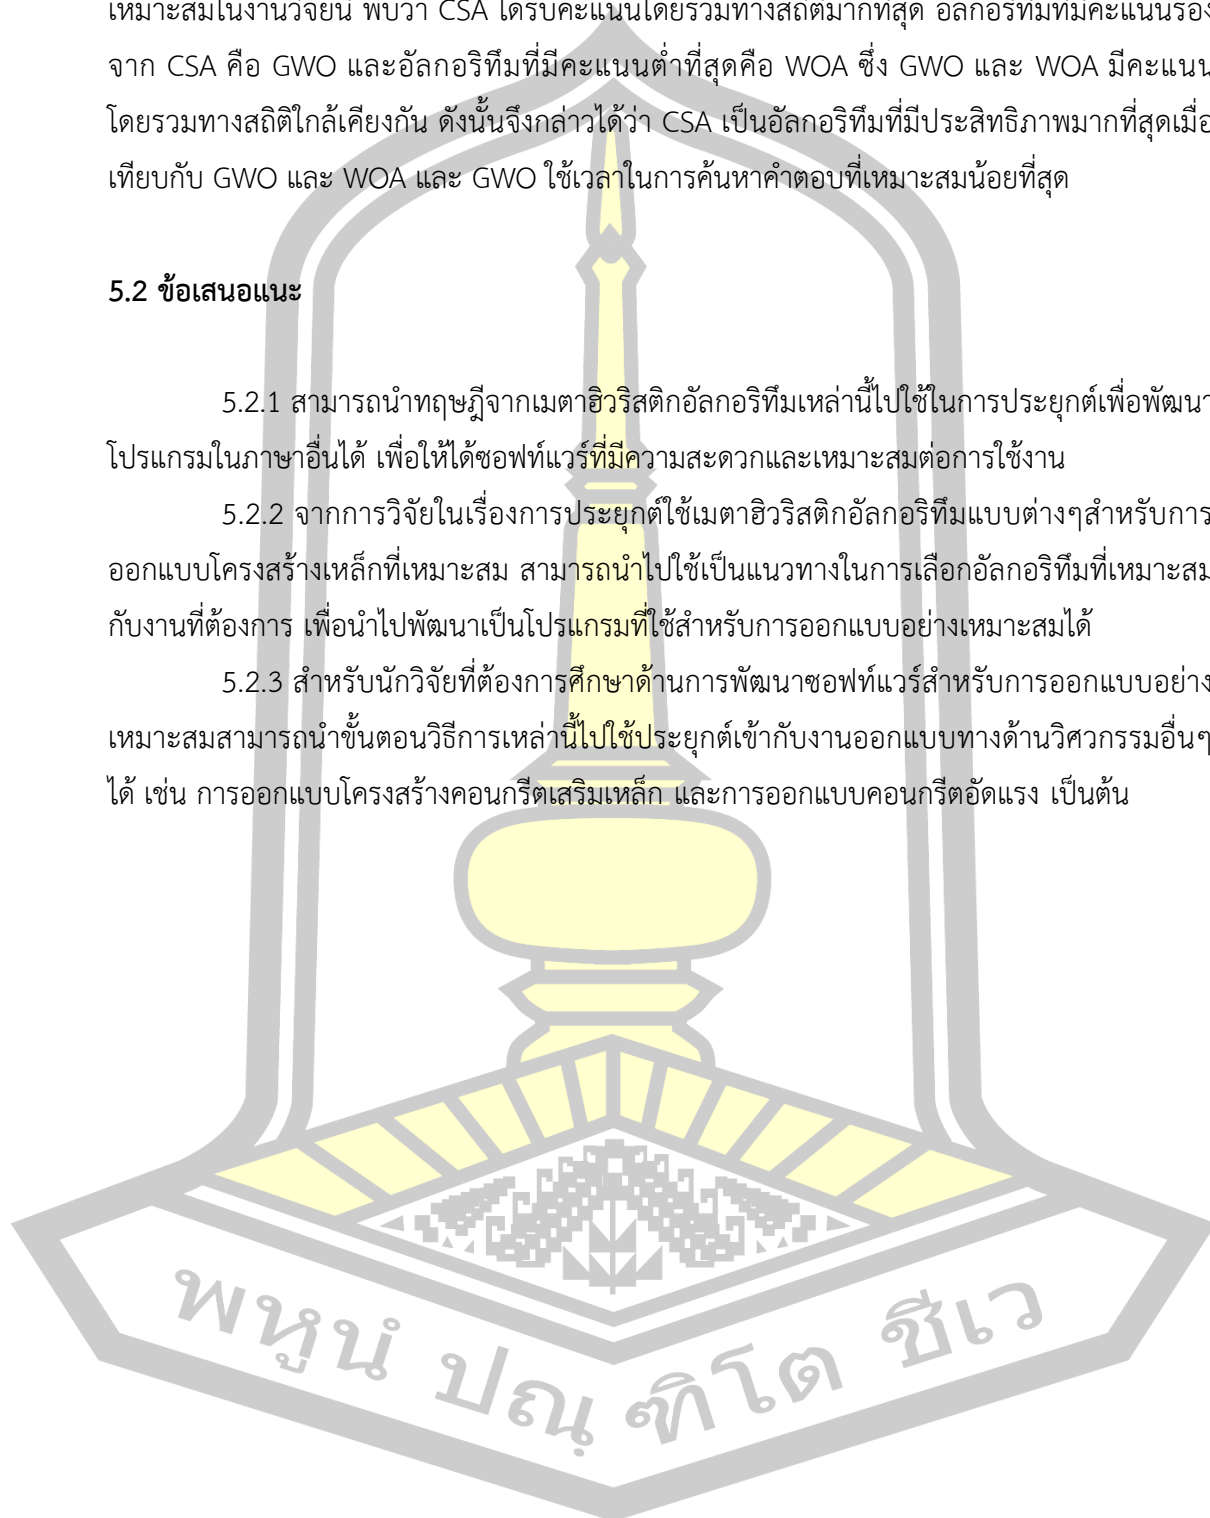 เหมาะสมในงานวิจัยนี้ พบว่า CSA ได้รับคะแนนโดยรวมทางสถิติมากที่สุด อัลกอริทึมที่มีคะแนนรอง
จาก CSA คือ GWO และอัลกอริทึมที่มีคะแนนต่ำที่สุดคือ WOA ซึ่ง GWO และ WOA มีคะแนน
โดยรวมทางสถิติใกล้เคียงกัน ดังนั้นจึงกล่าวได้ว่า CSA เป็นอัลกอริทึมที่มีประสิทธิภาพมากที่สุดเมื่อ
เทียบกับ GWO และ WOA และ GWO ใช้เวลาในการค้นหาคำตอบที่เหมาะสมน้อยที่สุด
5.2 ข้อเสนอแนะ
5.2.1 สามารถนำทฤษฎีจากเมตาฮิวริสติกอัลกอริทึมเหล่านี้ไปใช้ในการประยุกต์เพื่อพัฒนา
โปรแกรมในภาษาอื่นได้ เพื่อให้ได้ซอฟท์แวร์ที่มีความสะดวกและเหมาะสมต่อการใช้งาน
5.2.2 จากการวิจัยในเรื่องการประยุกต์ใช้เมตาฮิวริสติกอัลกอริทึมแบบต่างๆสำหรับการ
ออกแบบโครงสร้างเหล็กที่เหมาะสม สามารถนำไปใช้เป็นแนวทางในการเลือกอัลกอริทึมที่เหมาะสม
กับงานที่ต้องการ เพื่อนำไปพัฒนาเป็นโปรแกรมที่ใช้สำหรับการออกแบบอย่างเหมาะสมได้
5.2.3 สำหรับนักวิจัยที่ต้องการศึกษาด้านการพัฒนาซอฟท์แวร์สำหรับการออกแบบอย่าง
เหมาะสมสามารถนำขั้นตอนวิธีการเหล่านี้ไปใช้ประยุกต์เข้ากับงานออกแบบทางด้านวิศวกรรมอื่นๆ
ได้ เช่น การออกแบบโครงสร้างคอนกรีตเสริมเหล็ก และการออกแบบคอนกรีตอัดแรง เป็นต้น
พหูนํ ปณฺ ฑิโต ชีเว